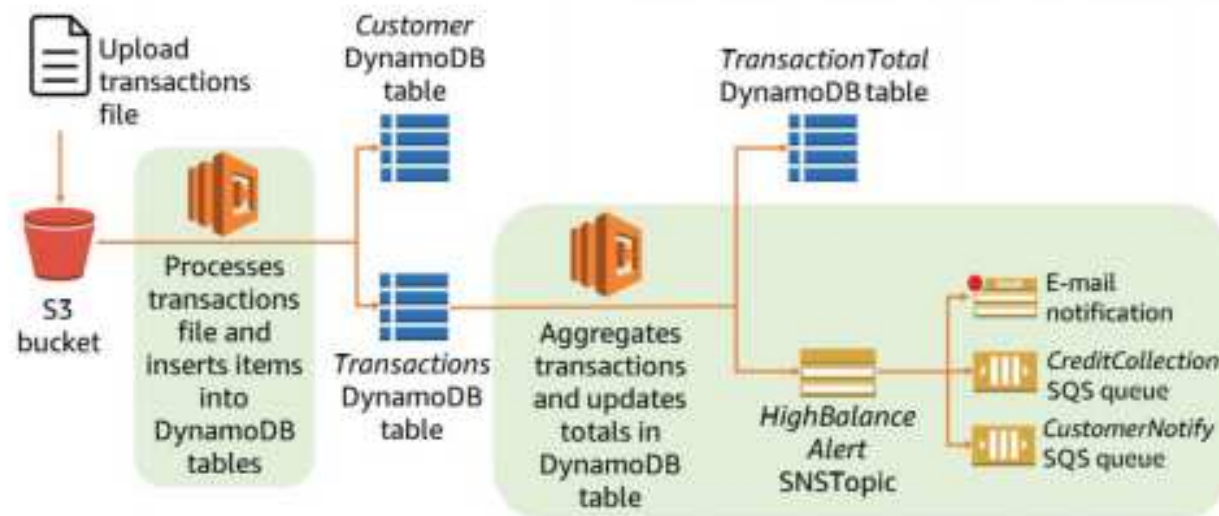 Upload
transactions
file
S3
bucket
Processes
transactions
file and
inserts items
into
DynamoDB
tables
Customer
DynamoDB
table
Transactions
DynamoDB
table
Aggregates
transactions
and updates
totals in
DynamoDB
table
TransactionTotal
DynamoDB table
HighBalance
Alert
SNSTopic
E-mail
notification
CreditCollection
SQS queue
CustomerNotify
SQS queue